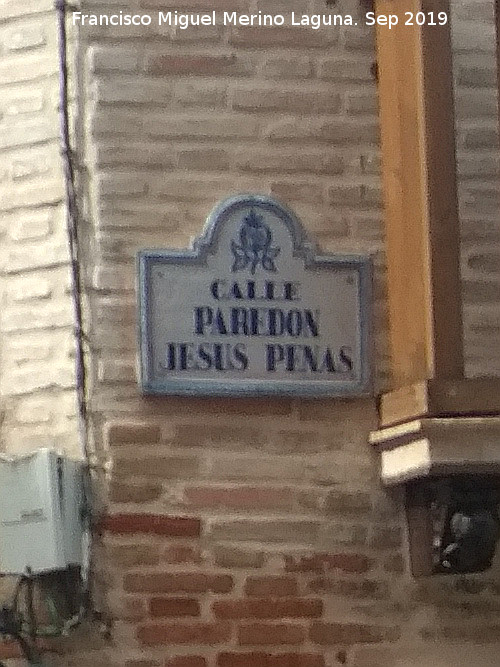 Francisco Miguel Merino Laguna. Sep 2019
CALLE
PAREDON
JESUS PENAS